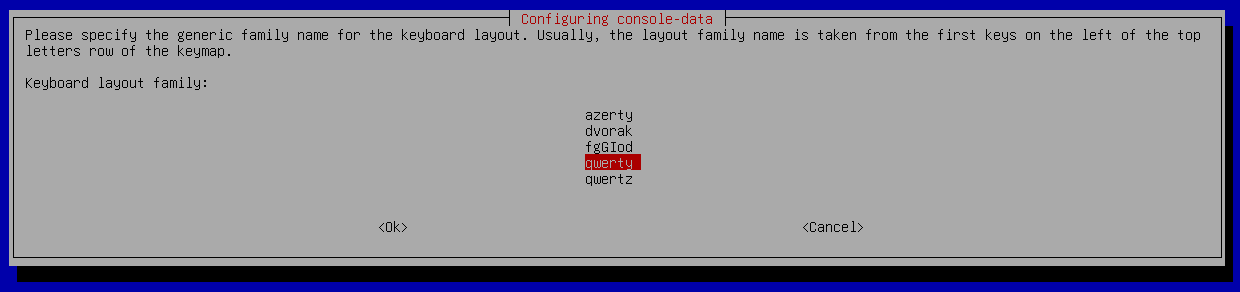 Configuring console-data
Please specify the generic family name for the keyboard layout. Usually, the layout family name is taken from the first keys on the left of the top
letters row of the keymap.
Keyboard layout family:
azerty
dvorak
fgGIod
qwerty
qwertz
<Ok> <Cancel>